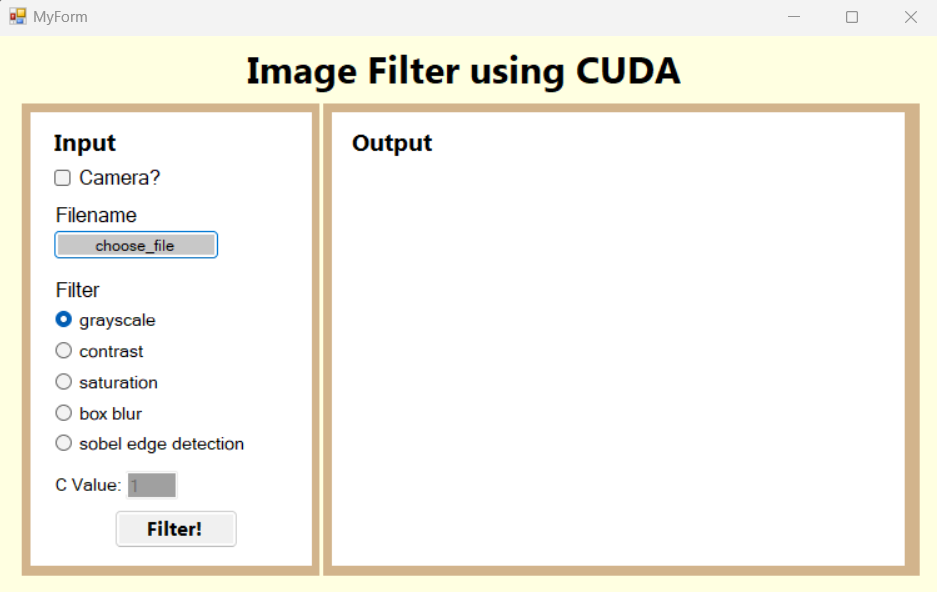 MyForm
Image Filter using CUDA
Input
Camera?
Filename
choose_file
Filter
grayscale
contrast
saturation
box blur
sobel edge detection
C Value: 1
Filter!
Output